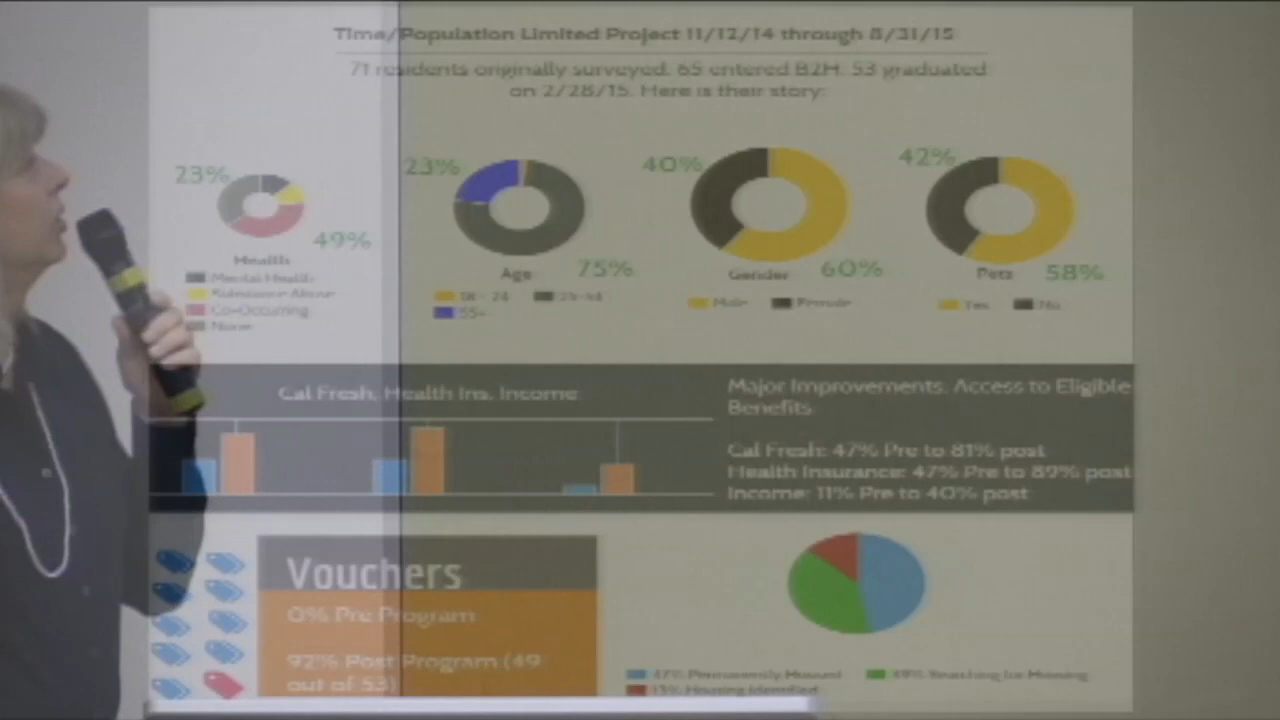 Time/Population Limited Project 11/12/14 through 8/31/15
71 residents originally surveyed. 65 entered B2H. 53 graduated
on 2/28/15. Here is their story:
23%
49%
Health
Mental Health
Substance Abuse
Co-Occurring
None
23%
75%
Age
18 - 24
55+
40%
60%
Gender
Male Female
42%
58%
Pets
Yes No
Cal Fresh, Health Ins. Income
Major Improvements. Access to Eligible
Benefits
Cal Fresh: 47% Pre to 81% post
Health Insurance: 47% Pre to 89% post
Income: 11% Pre to 40% post
Vouchers
0% Pre Program
92% Post Program (49
out of 53)
47% Permanently Housed
Searching for Housing
13% Housing Identified